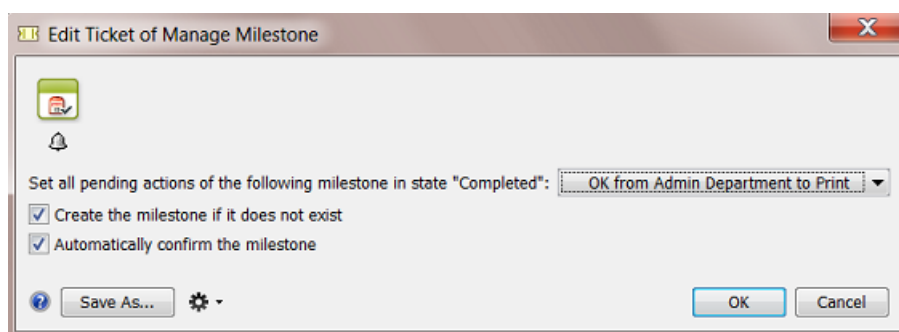 Edit Ticket of Manage Milestone
X
Set all pending actions of the following milestone in state "Completed": OK from Admin Department to Print
Create the milestone if it does not exist
Automatically confirm the milestone
? Save As... OK Cancel